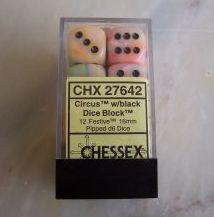 CHX 27642
Circus™ w/black
Dice Block™
12 Festive™ 16mm
Pipped d6 Dice
CHESSEX